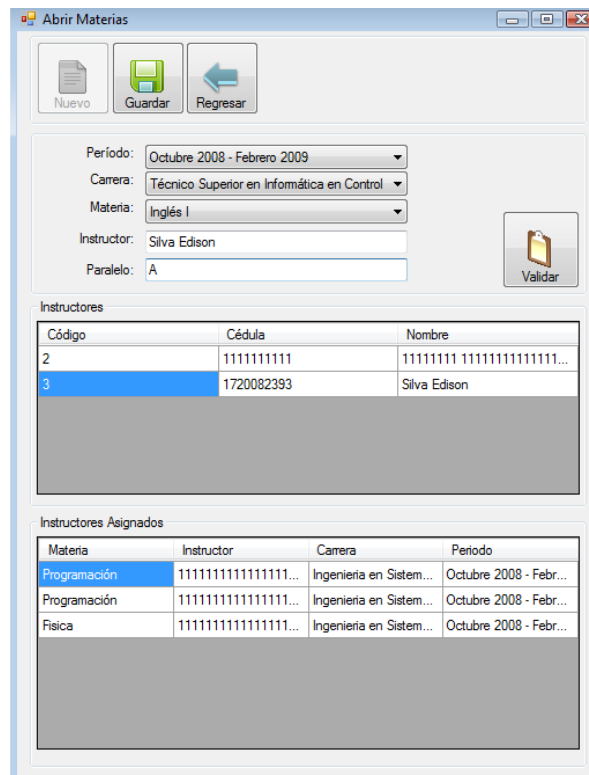 Abrir Materias
Nuevo Guardar Regresar
Período: Octubre 2008 - Febrero 2009
Carrera: Técnico Superior en Informática en Control
Materia: Inglés I
Instructor: Silva Edison
Paralelo: A
Validar
Instructores
Código Cédula Nombre
2 1111111111 11111111 11111111111111...
3 1720082393 Silva Edison
Instructores Asignados
Materia Instructor Carrera Periodo
Programación 1111111111111111... Ingenieria en Sistem... Octubre 2008 - Febr...
Programación 1111111111111111... Ingenieria en Sistem... Octubre 2008 - Febr...
Fisica 1111111111111111... Ingenieria en Sistem... Octubre 2008 - Febr...